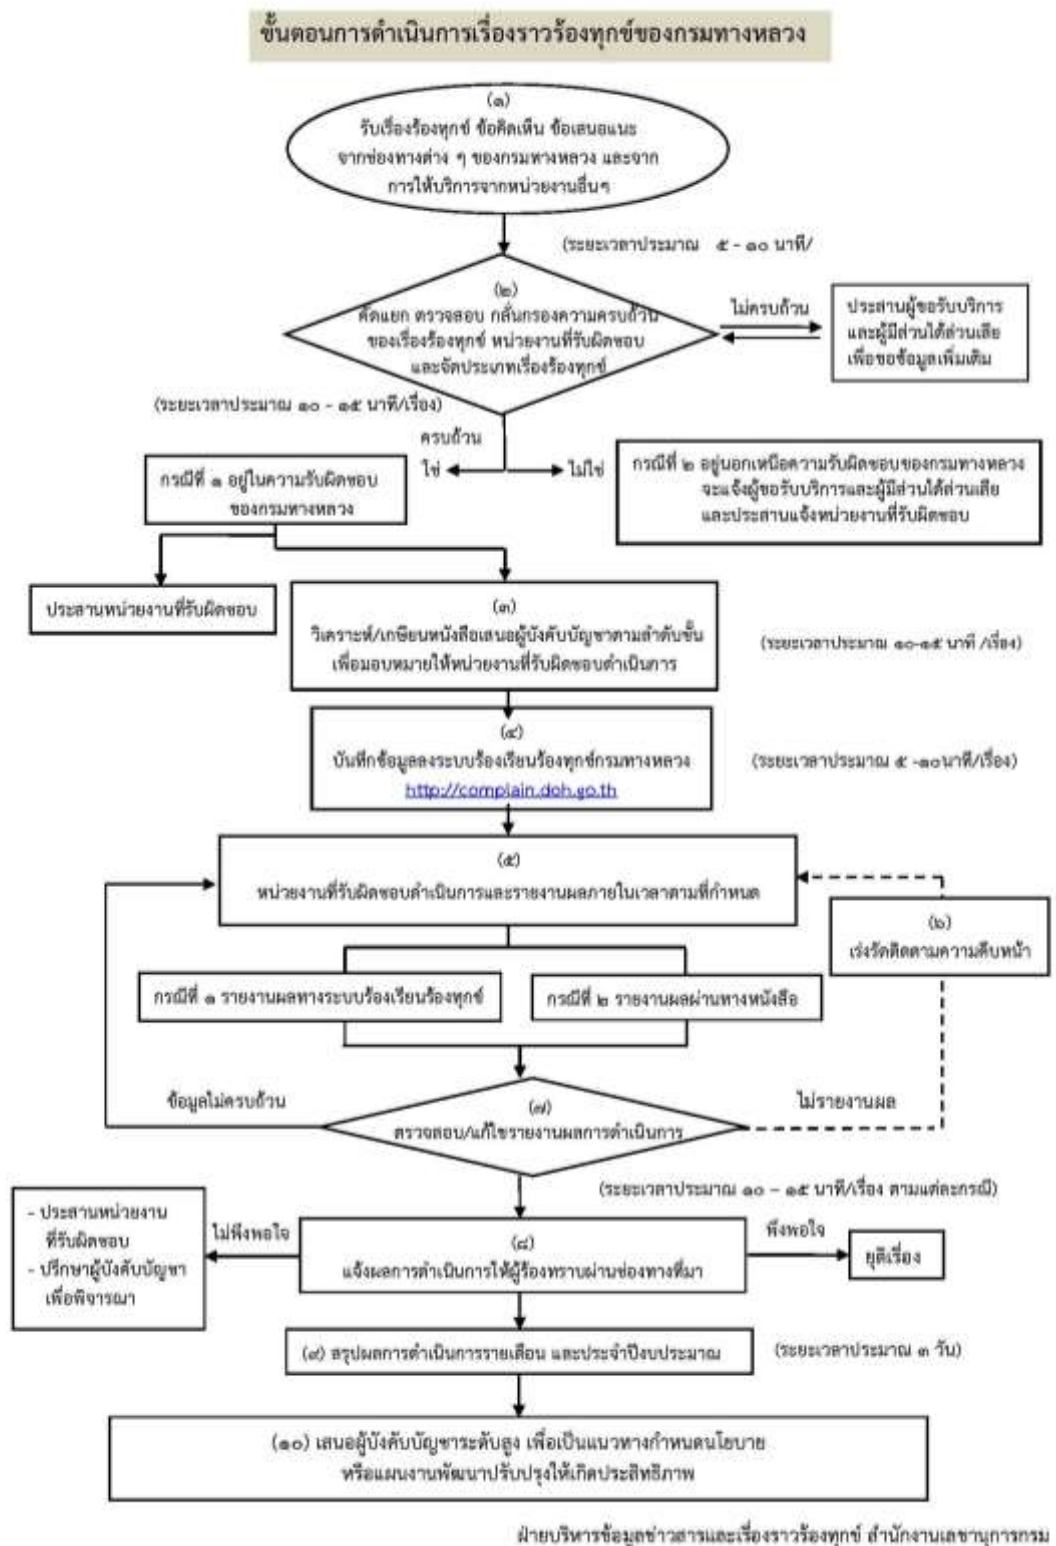 ขั้นตอนการดำเนินการเรื่องราวร้องทุกข์ของกรมทางหลวง
(๑)
รับเรื่องร้องทุกข์ ข้อคิดเห็น ข้อเสนอแนะ
จากช่องทางต่าง ๆ ของกรมทางหลวง และจาก
การให้บริการจากหน่วยงานอื่นๆ
(ระยะเวลาประมาณ ๕ - ๑๐ นาที/
(๒)
คัดแยก ตรวจสอบ กลั่นกรองความครบถ้วน
ของเรื่องร้องทุกข์ หน่วยงานที่รับผิดชอบ
และจัดประเภทเรื่องร้องทุกข์
ไม่ครบถ้วน
ประสานผู้ขอรับบริการ
และผู้มีส่วนได้ส่วนเสีย
เพื่อขอข้อมูลเพิ่มเติม
(ระยะเวลาประมาณ ๑๐ - ๑๕ นาที/เรื่อง)
ครบถ้วน
ใช่
ไม่ใช่
กรณีที่ ๑ อยู่ในความรับผิดชอบ
ของกรมทางหลวง
กรณีที่ ๒ อยู่นอกเหนือความรับผิดชอบของกรมทางหลวง
จะแจ้งผู้ขอรับบริการและผู้มีส่วนได้ส่วนเสีย
และประสานแจ้งหน่วยงานที่รับผิดชอบ
ประสานหน่วยงานที่รับผิดชอบ
(๓)
วิเคราะห์/เกษียนหนังสือเสนอผู้บังคับบัญชาตามลำดับชั้น
เพื่อมอบหมายให้หน่วยงานที่รับผิดชอบดำเนินการ
(ระยะเวลาประมาณ ๑๐-๑๕ นาที /เรื่อง)
(๔)
บันทึกข้อมูลลงระบบร้องเรียนร้องทุกข์กรมทางหลวง
http://complain.doh.go.th
(ระยะเวลาประมาณ ๕ -๑๐นาที/เรื่อง)
(๕)
หน่วยงานที่รับผิดชอบดำเนินการและรายงานผลภายในเวลาตามที่กำหนด
(๖)
เร่งรัดติดตามความคืบหน้า
กรณีที่ ๑ รายงานผลทางระบบร้องเรียนร้องทุกข์
กรณีที่ ๒ รายงานผลผ่านทางหนังสือ
ข้อมูลไม่ครบถ้วน
ไม่รายงานผล
(๗)
ตรวจสอบ/แก้ไขรายงานผลการดำเนินการ
(ระยะเวลาประมาณ ๑๐ – ๑๕ นาที/เรื่อง ตามแต่ละกรณี)
- ประสานหน่วยงาน
ที่รับผิดชอบ
- ปรึกษาผู้บังคับบัญชา
เพื่อพิจารณา
ไม่พึงพอใจ
(๘)
แจ้งผลการดำเนินการให้ผู้ร้องทราบผ่านช่องทางที่มา
พึงพอใจ
ยุติเรื่อง
(๙) สรุปผลการดำเนินการรายเดือน และประจำปีงบประมาณ
(ระยะเวลาประมาณ ๓ วัน)
(๑๐) เสนอผู้บังคับบัญชาระดับสูง เพื่อเป็นแนวทางกำหนดนโยบาย
หรือแผนงานพัฒนาปรับปรุงให้เกิดประสิทธิภาพ
ฝ่ายบริหารข้อมูลข่าวสารและเรื่องราวร้องทุกข์ สำนักงานเลขานุการกรม